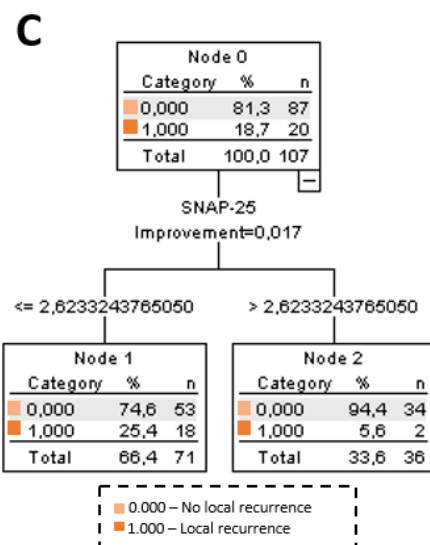 C
Node 0
Category % n
0,000 81,3 87
1,000 18,7 20
Total 100,0 107
SNAP-25
Improvement=0,017
<= 2,62333243765050 > 2,62333243765050
Node 1
Category % n
0,000 74,6 53
1,000 25,4 18
Total 66,4 71
Node 2
Category % n
0,000 94,4 34
1,000 5,6 2
Total 33,6 36
0.000 – No local recurrence
1.000 – Local recurrence